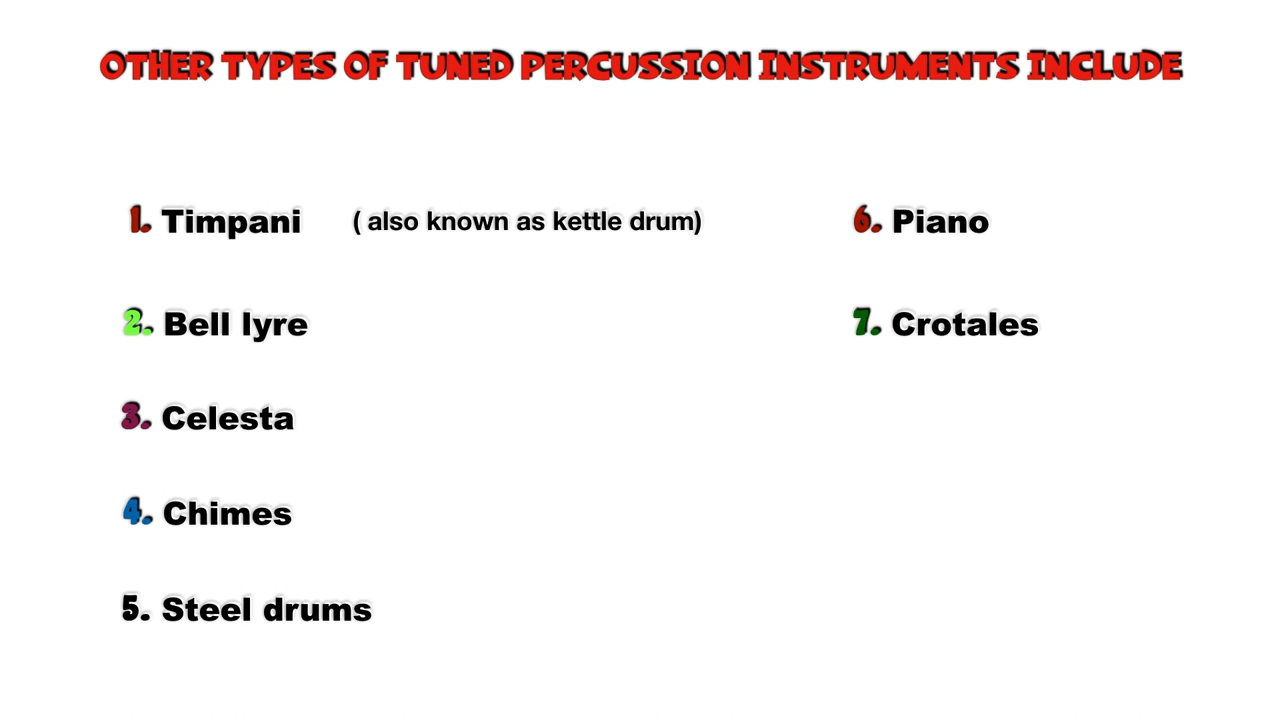 OTHER TYPES OF TUNED PERCUSSION INSTRUMENTS INCLUDE
1. Timpani ( also known as kettle drum)
2. Bell lyre
3. Celesta
4. Chimes
5. Steel drums
6. Piano
7. Crotales